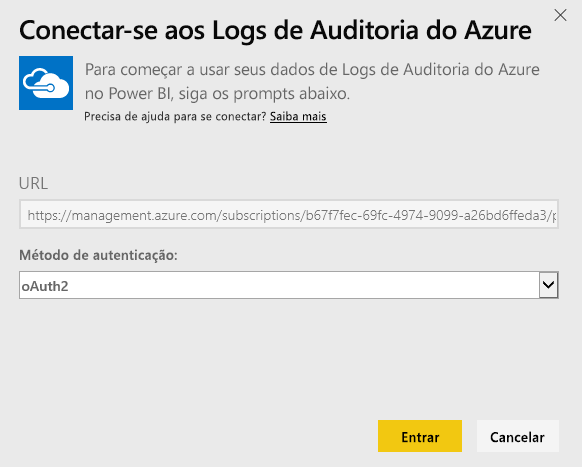 Conectar-se aos Logs de Auditoria do Azure
Para começar a usar seus dados de Logs de Auditoria do Azure
no Power BI, siga os prompts abaixo.
Precisa de ajuda para se conectar? Saiba mais
URL
https://management.azure.com/subscriptions/b67f7fec-69fc-4974-9099-a26bd6ffeda3/p
Método de autenticação:
oAuth2
Entrar
Cancelar